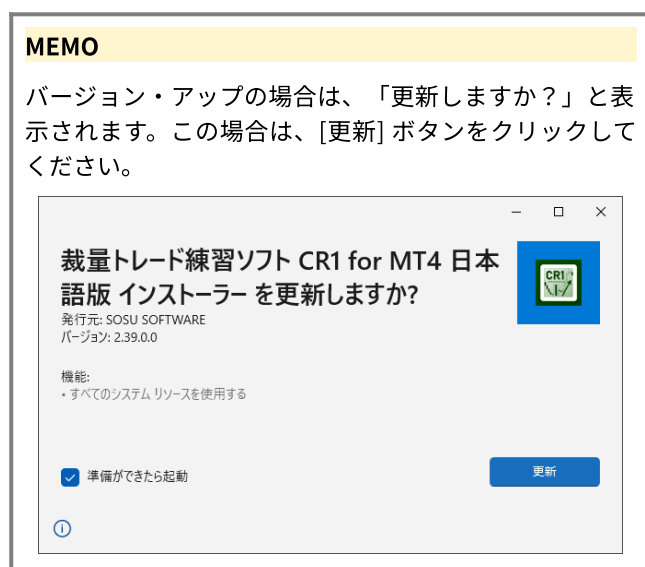 MEMO
バージョン・アップの場合は、「更新しますか？」と表
示されます。この場合は、[更新] ボタンをクリックして
ください。
裁量トレード練習ソフト CR1 for MT4 日本
語版 インストーラー を更新しますか?
CR1
発行元: SOSU SOFTWARE
バージョン: 2.39.0.0
機能:
• すべてのシステム リソースを使用する
準備ができたら起動
更新